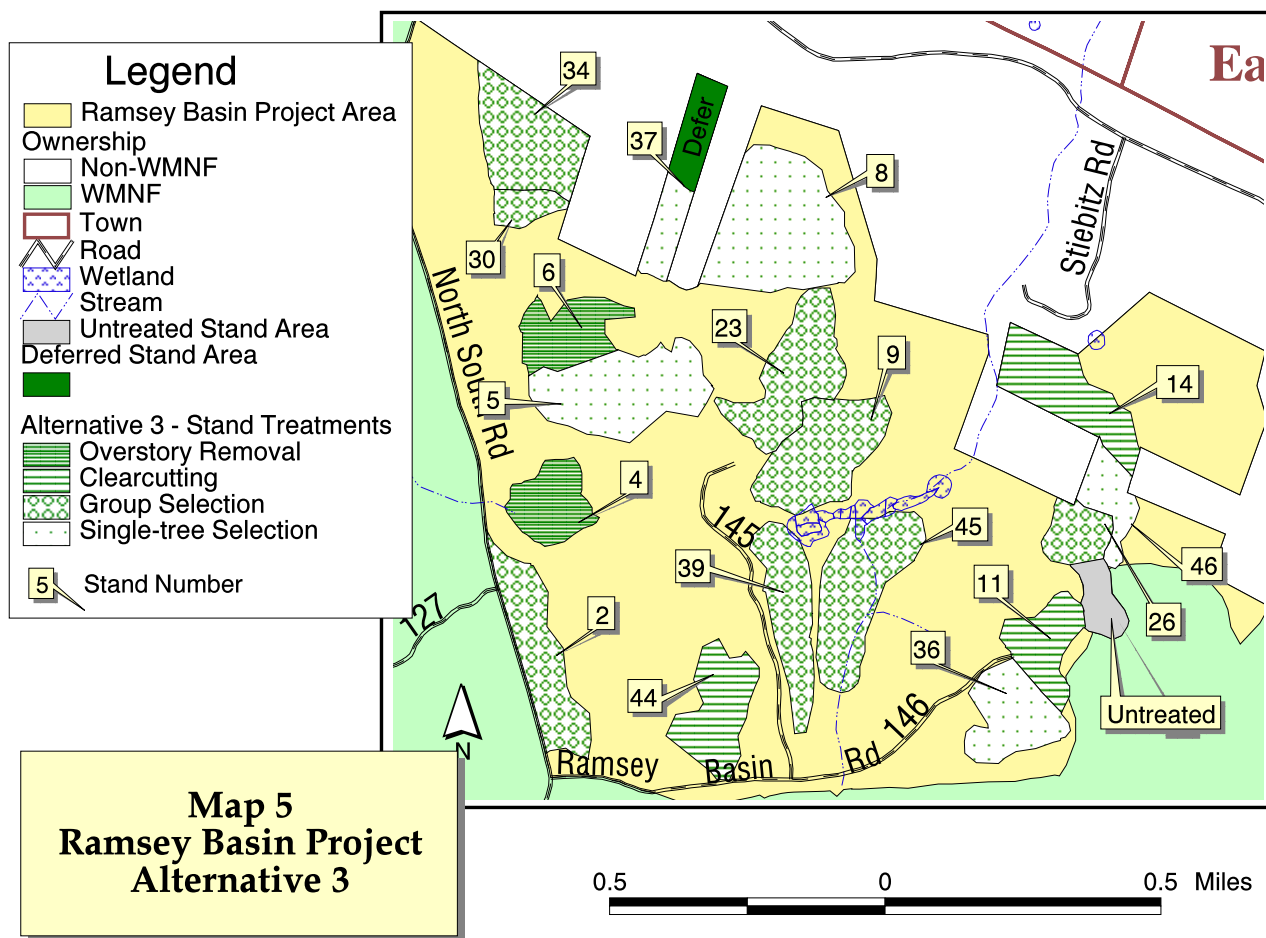 Legend
Ramsey Basin Project Area
Ownership
Non-WMNF
WMNF
Town
Road
Wetland
Stream
Untreated Stand Area
Deferred Stand Area
Alternative 3 - Stand Treatments
Overstory Removal
Clearcutting
Group Selection
Single-tree Selection
5 Stand Number
Ea
34
Defer
37
8
30
6
Stiebitz Rd
North South Rd
23
9
5
14
4
145
45
39
46
127
2
11
26
36
44
146
Untreated
N
Ramsey Basin Rd
Map 5
Ramsey Basin Project
Alternative 3
0.5 0 0.5 Miles